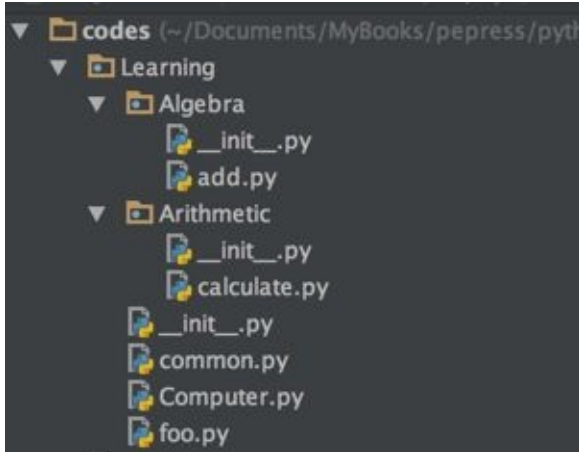 codes (~/Documents/MyBooks/pepress/pyth
Learning
Algebra
__init__.py
add.py
Arithmetic
__init__.py
calculate.py
__init__.py
common.py
Computer.py
foo.py